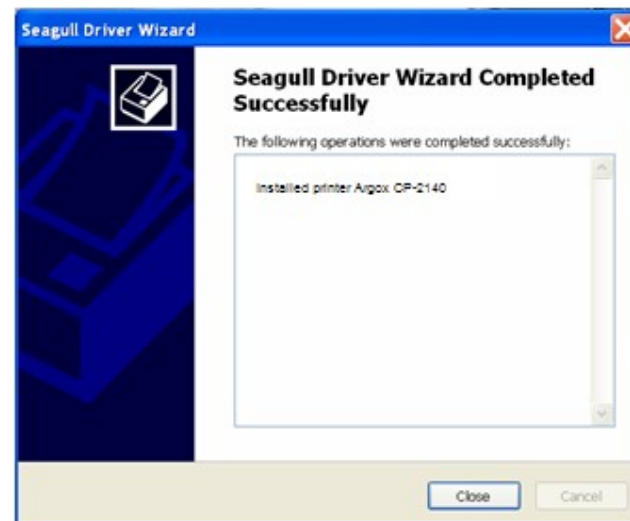 Seagull Driver Wizard
Seagull Driver Wizard Completed
Successfully
The following operations were completed successfully:
Installed printer Argox CP-2140
Close
Cancel